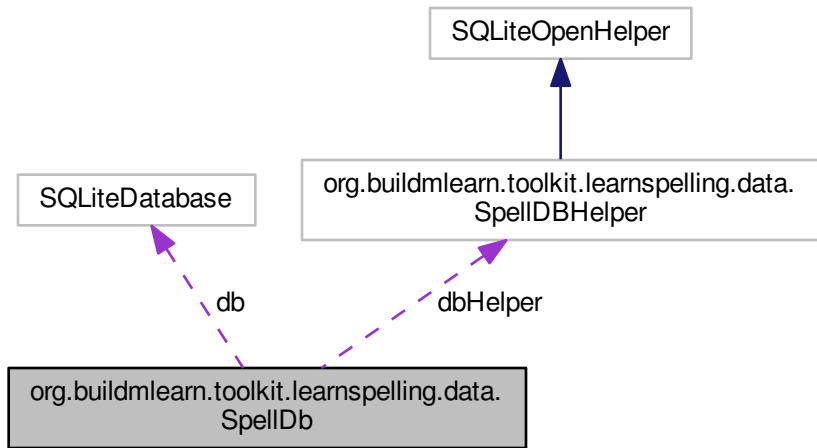 SQLiteOpenHelper
SQLiteDatabase
org.buildmlearn.toolkit.learnspelling.data.
SpellDBHelper
db
dbHelper
org.buildmlearn.toolkit.learnspelling.data.
SpellDb